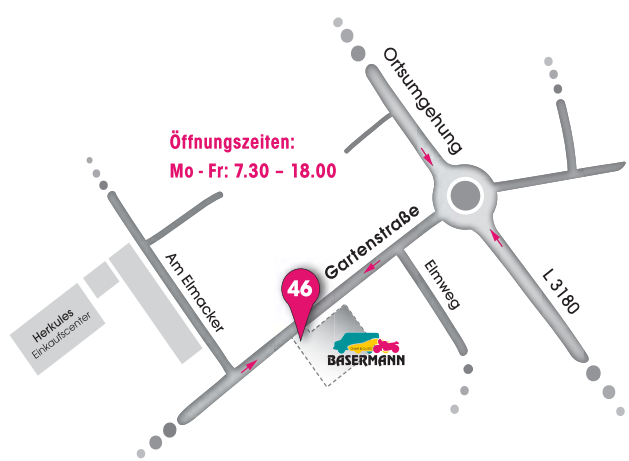 Ortsumgehung
Öffnungszeiten:
Mo - Fr: 7.30 – 18.00
Gartenstraße
Am Elmacker
Elmweg
L 3180
46
Herkules
Einkaufscenter
BASERMANN